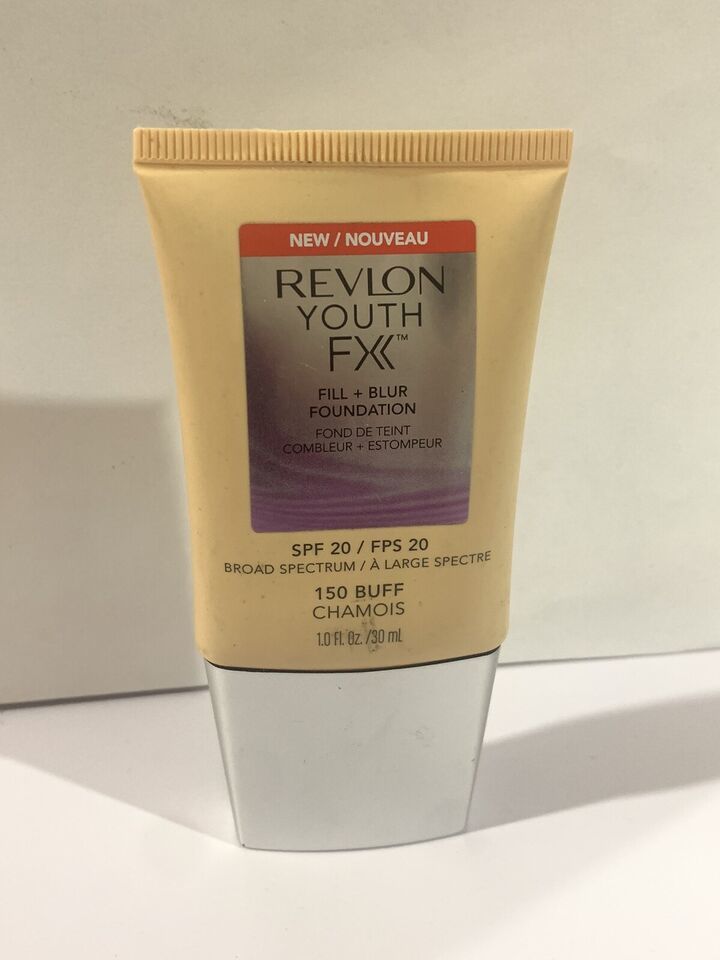 NEW / NOUVEAU
REVLON
YOUTH
FX™
FILL + BLUR
FOUNDATION
FOND DE TEINT
COMBLEUR + ESTOMPEUR
SPF 20 / FPS 20
BROAD SPECTRUM / À LARGE SPECTRE
150 BUFF
CHAMOIS
1.0 FL. Oz. /30 mL